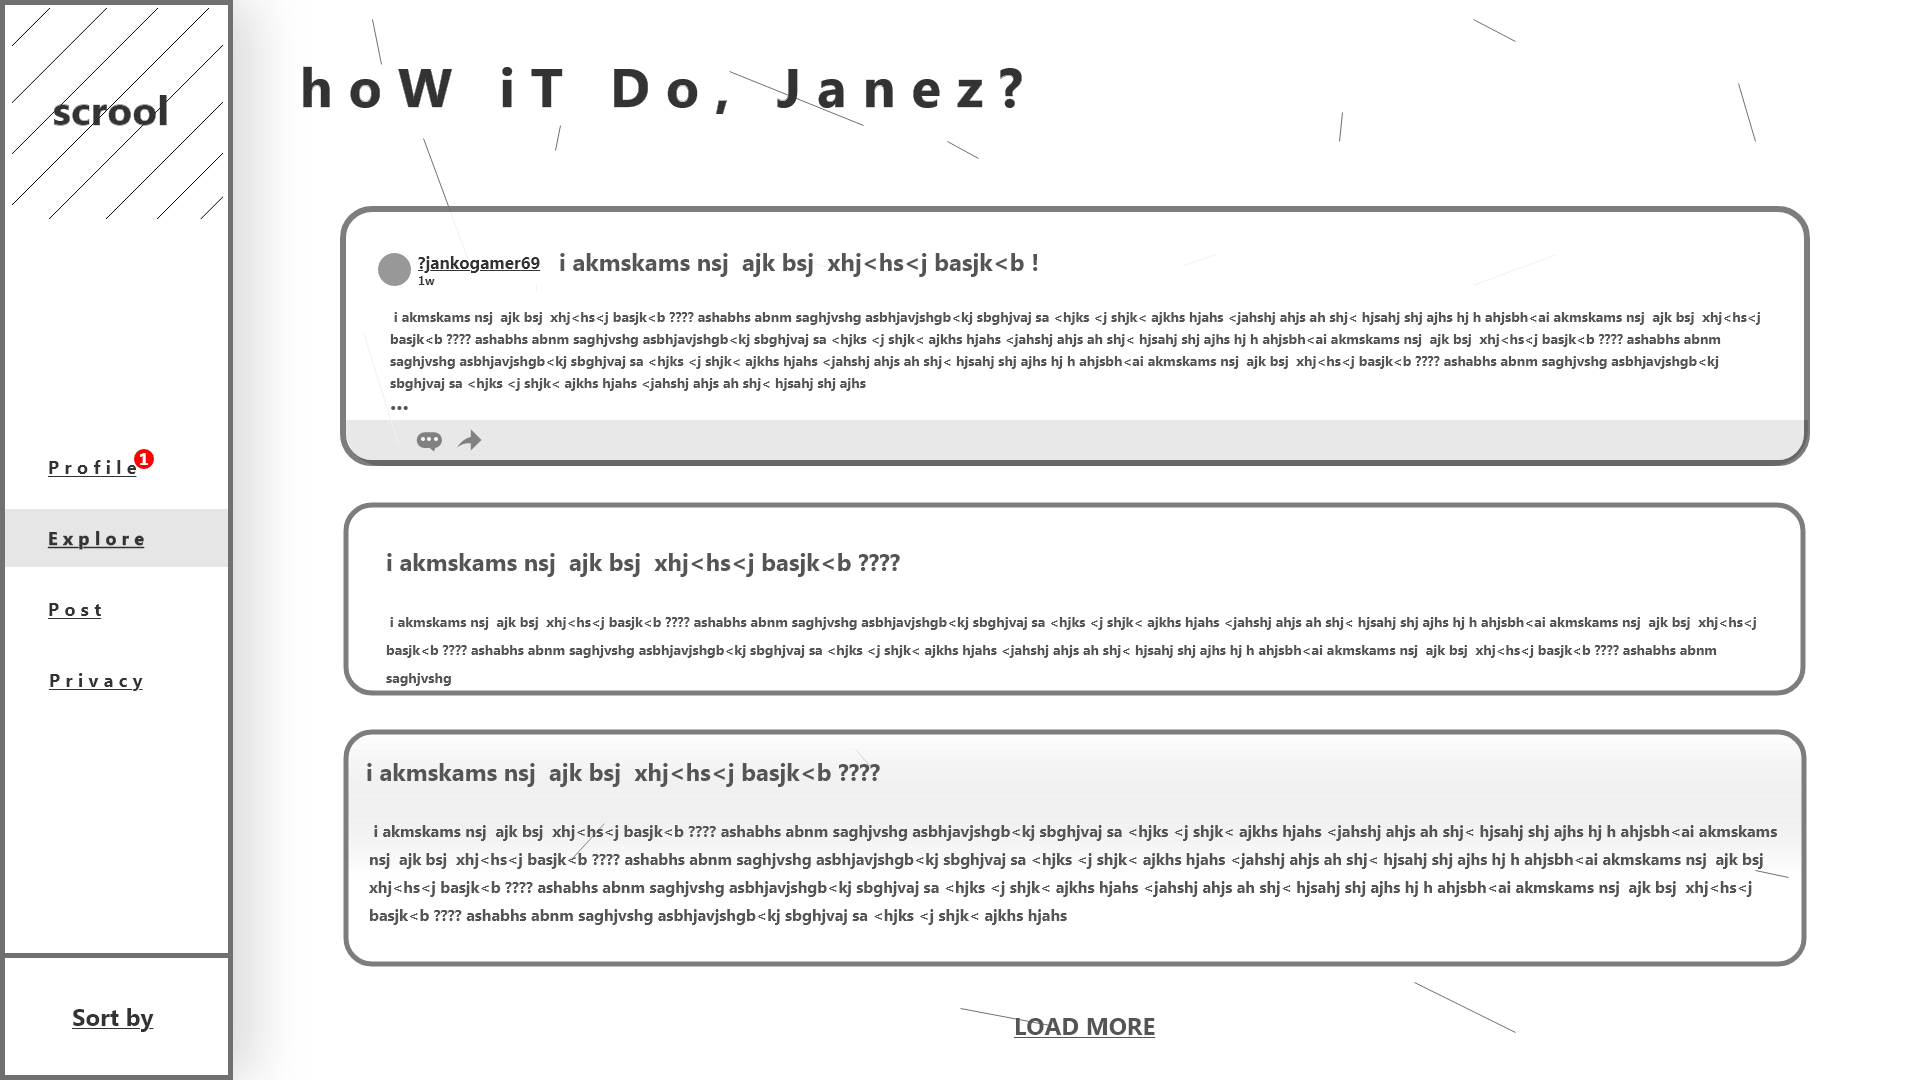 scrool
hoW iT Do, Janez?
Profile 1
Explore
Post
Privacy
Sort by
?jankogamer69
1w
i akmskams nsj  ajk bsj  xhj<hs<j basjk<b !
i akmskams nsj  ajk bsj  xhj<hs<j basjk<b ???? ashabhs abnm saghjvshg asbhjavjshgb<kj sbghjvaj sa <hjks <j shjk< ajkhs hjahs <jahshj ahjs ah shj< hjsahj shj ajhs hj h ahjsbh<ai akmskams nsj  ajk bsj  xhj<hs<j
basjk<b ???? ashabhs abnm saghjvshg asbhjavjshgb<kj sbghjvaj sa <hjks <j shjk< ajkhs hjahs <jahshj ahjs ah shj< hjsahj shj ajhs hj h ahjsbh<ai akmskams nsj  ajk bsj  xhj<hs<j basjk<b ???? ashabhs abnm
saghjvshg asbhjavjshgb<kj sbghjvaj sa <hjks <j shjk< ajkhs hjahs <jahshj ahjs ah shj< hjsahj shj ajhs hj h ahjsbh<ai akmskams nsj  ajk bsj  xhj<hs<j basjk<b ???? ashabhs abnm saghjvshg asbhjavjshgb<kj
sbghjvaj sa <hjks <j shjk< ajkhs hjahs <jahshj ahjs ah shj< hjsahj shj ajhs
...
i akmskams nsj  ajk bsj  xhj<hs<j basjk<b ????
i akmskams nsj  ajk bsj  xhj<hs<j basjk<b ???? ashabhs abnm saghjvshg asbhjavjshgb<kj sbghjvaj sa <hjks <j shjk< ajkhs hjahs <jahshj ahjs ah shj< hjsahj shj ajhs hj h ahjsbh<ai akmskams nsj  ajk bsj  xhj<hs<j
basjk<b ???? ashabhs abnm saghjvshg asbhjavjshgb<kj sbghjvaj sa <hjks <j shjk< ajkhs hjahs <jahshj ahjs ah shj< hjsahj shj ajhs hj h ahjsbh<ai akmskams nsj  ajk bsj  xhj<hs<j basjk<b ???? ashabhs abnm
saghjvshg
i akmskams nsj  ajk bsj  xhj<hs<j basjk<b ????
i akmskams nsj  ajk bsj  xhj<hs<j basjk<b ???? ashabhs abnm saghjvshg asbhjavjshgb<kj sbghjvaj sa <hjks <j shjk< ajkhs hjahs <jahshj ahjs ah shj< hjsahj shj ajhs hj h ahjsbh<ai akmskams
nsj  ajk bsj  xhj<hs<j basjk<b ???? ashabhs abnm saghjvshg asbhjavjshgb<kj sbghjvaj sa <hjks <j shjk< ajkhs hjahs <jahshj ahjs ah shj< hjsahj shj ajhs hj h ahjsbh<ai akmskams nsj  ajk bsj
xhj<hs<j basjk<b ???? ashabhs abnm saghjvshg asbhjavjshgb<kj sbghjvaj sa <hjks <j shjk< ajkhs hjahs <jahshj ahjs ah shj< hjsahj shj ajhs hj h ahjsbh<ai akmskams nsj  ajk bsj  xhj<hs<j
basjk<b ???? ashabhs abnm saghjvshg asbhjavjshgb<kj sbghjvaj sa <hjks <j shjk< ajkhs hjahs
LOAD MORE